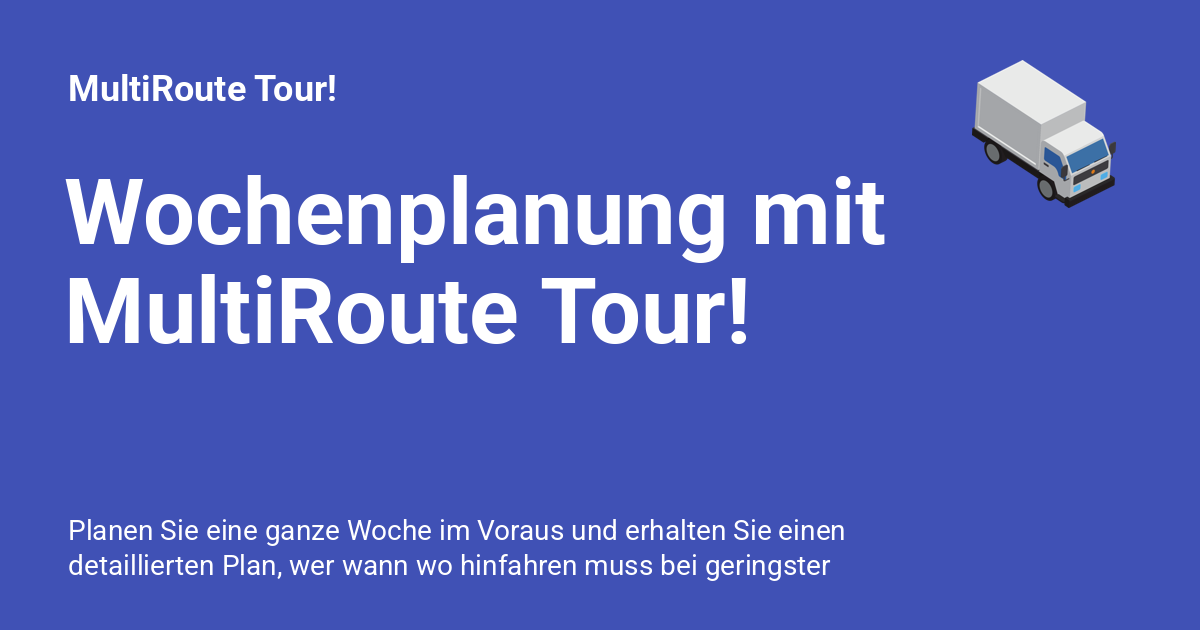 MultiRoute Tour!
Wochenplanung mit
MultiRoute Tour!
Planen Sie eine ganze Woche im Voraus und erhalten Sie einen
detaillierten Plan, wer wann wo hinfahren muss bei geringster